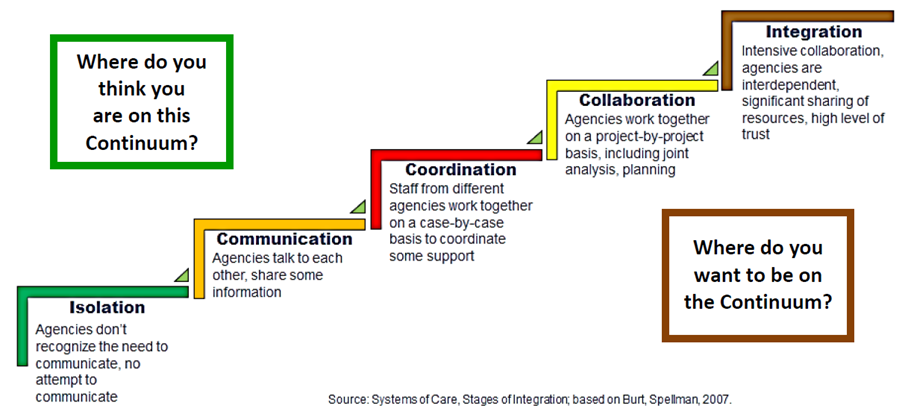 Where do you
think you
are on this
Continuum?
Integration
Intensive collaboration,
agencies are
interdependent,
significant sharing of
resources, high level of
trust
Collaboration
Agencies work together
on a project-by-project
basis, including joint
analysis, planning
Coordination
Staff from different
agencies work together
on a case-by-case
basis to coordinate
some support
Communication
Agencies talk to each
other, share some
information
Where do you
want to be on
the Continuum?
Isolation
Agencies don't
recognize the need to
communicate, no
attempt to
communicate
Source: Systems of Care, Stages of Integration; based on Burt, Spellman, 2007.